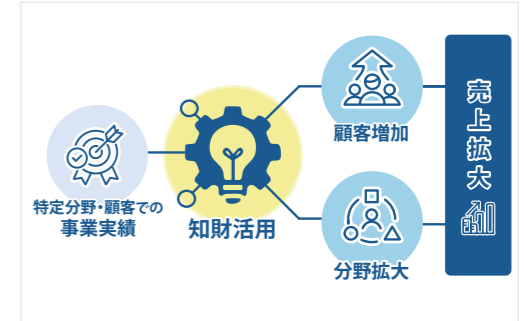 特定分野・顧客での
事業実績
知財活用
顧客増加
分野拡大
売上拡大